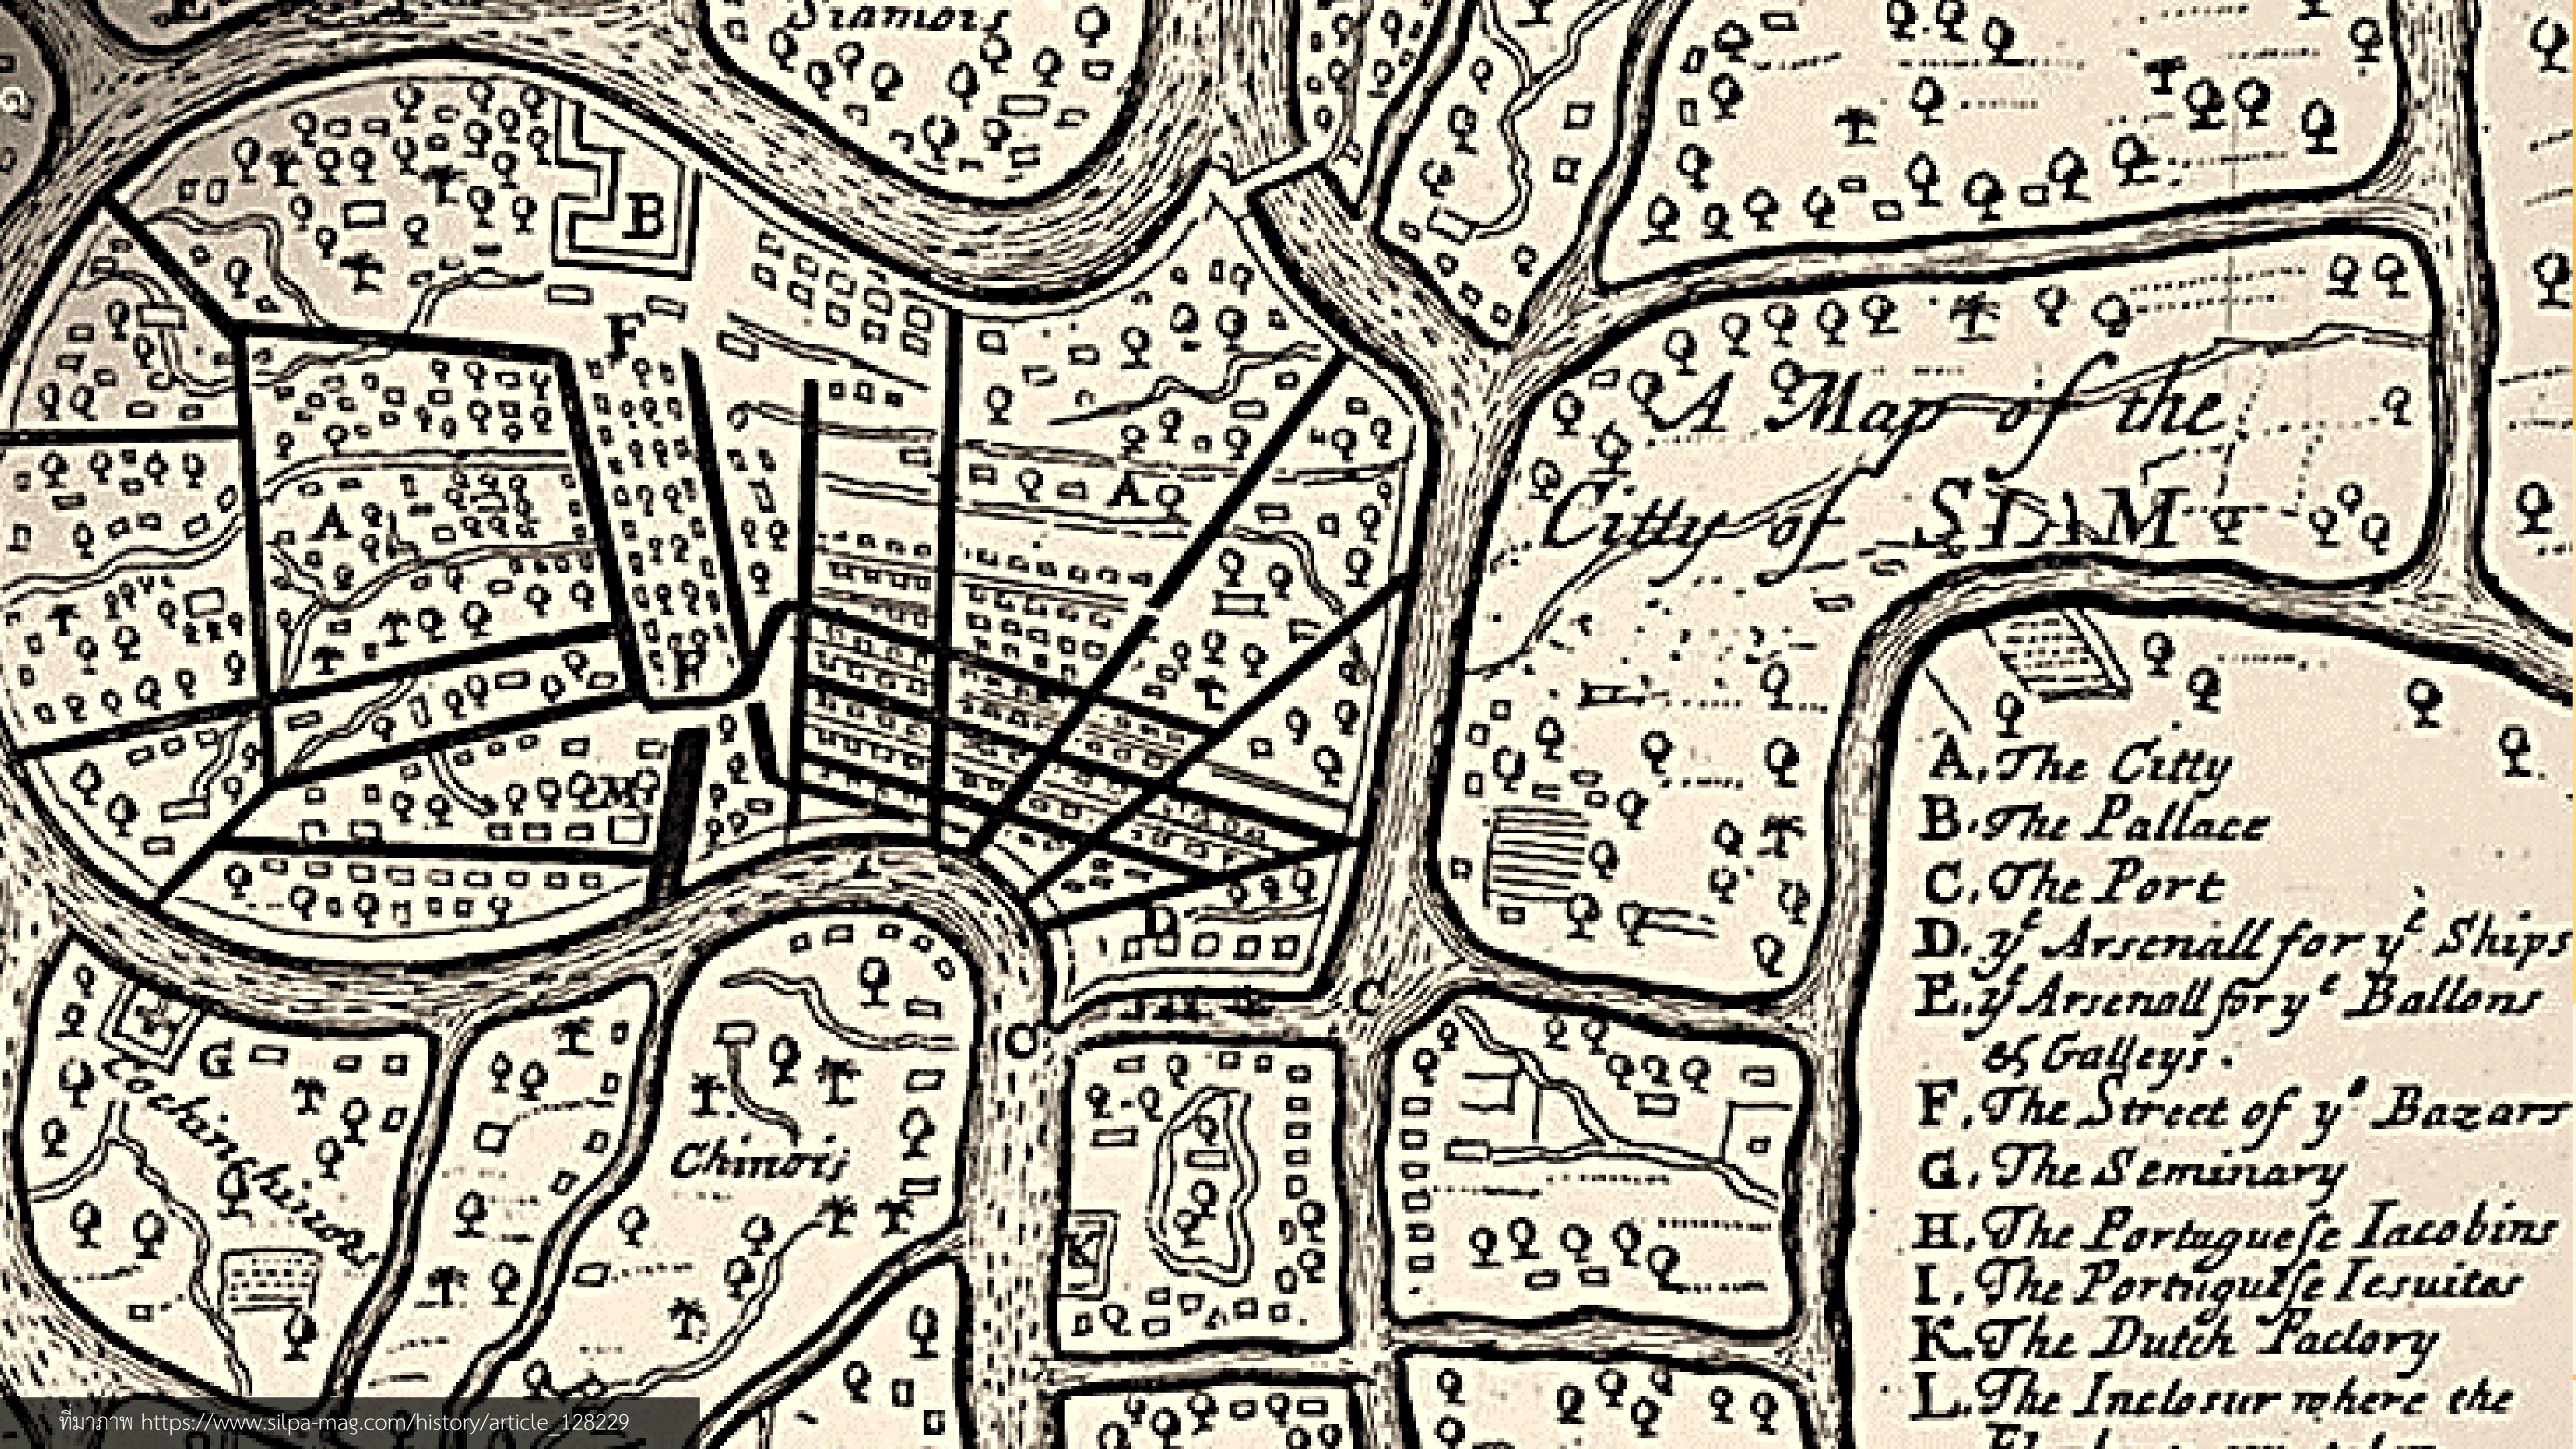 Siamois
B
F
A
A
A Map of the
Citty of SIAM
D
C
G
Cochinchinois
Chinois
K
A. The Citty
B. The Pallace
C. The Port
D. yᵉ Arsenall for yᵉ Ships
E. yᵉ Arsenall for yᵉ Ballons
of Galleys.
F. The Street of yᵉ Bazars
G. The Seminary
H. The Portuguese Iacobins
I. The Portuguese Iesuites
K. The Dutch Factory
L. The Inclosur where the
ที่มาภาพ https://www.silpa-mag.com/history/article_128229